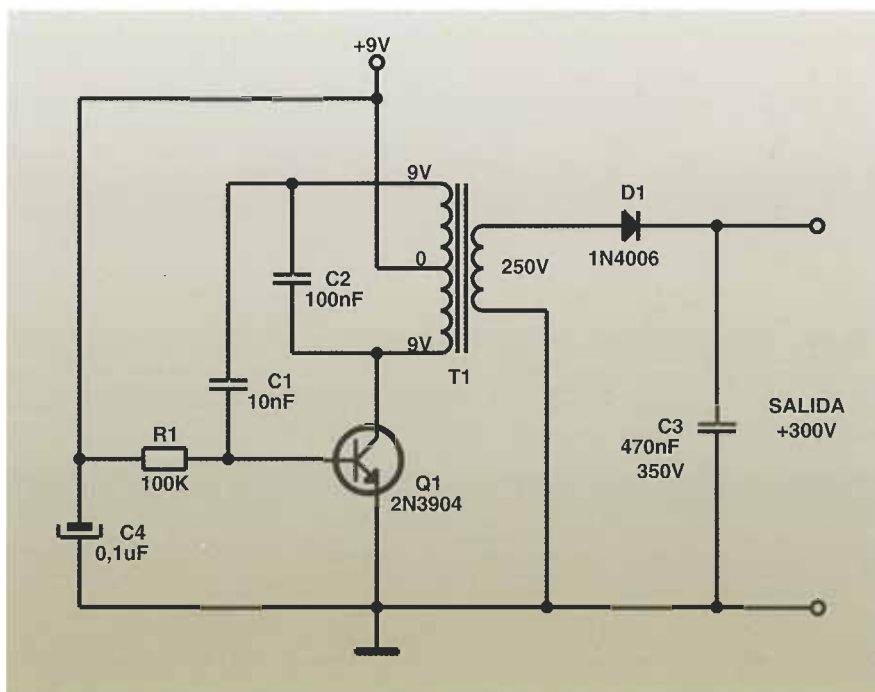 +9V
9V
D1
0
250V
1N4006
C2
100nF
9V
T1
C1
10nF
SALIDA
+300V
C3
470nF
350V
R1
100K
Q1
2N3904
C4
0,1uF